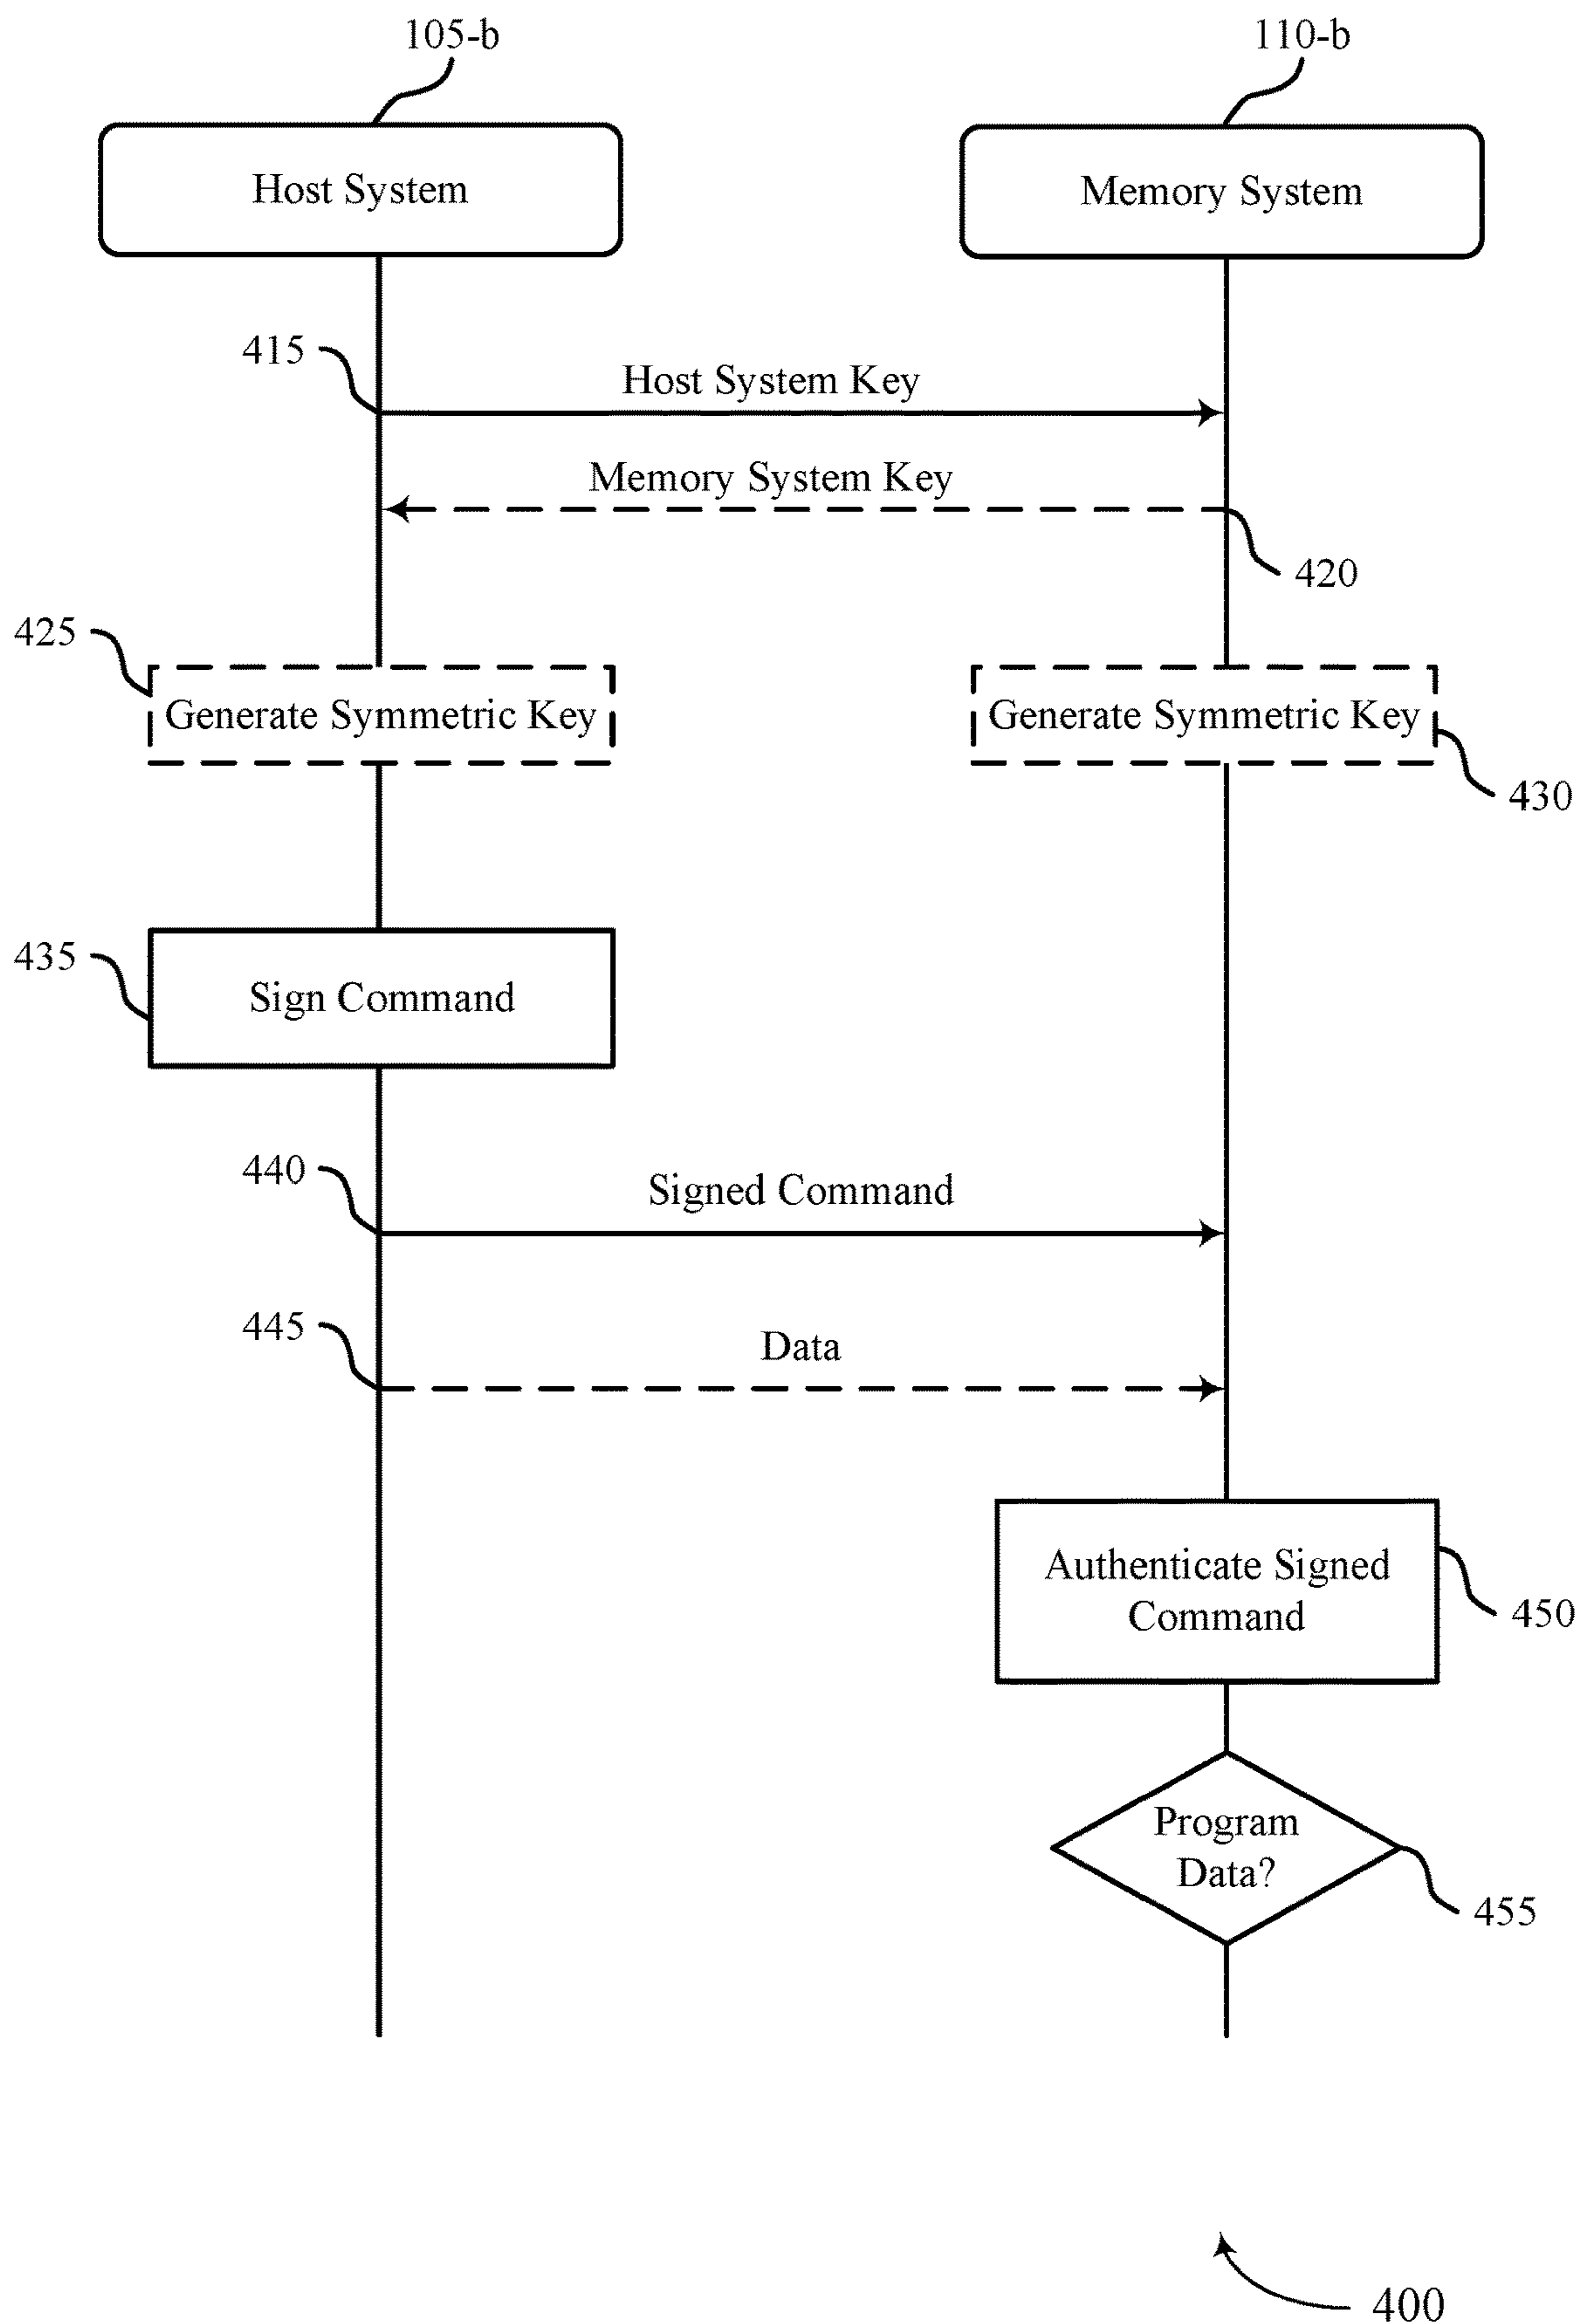 105-b
110-b
Host System
Memory System
415
Host System Key
Memory System Key
420
425
Generate Symmetric Key
Generate Symmetric Key
430
435
Sign Command
440
Signed Command
445
Data
Authenticate Signed
Command
450
Program
Data?
455
400